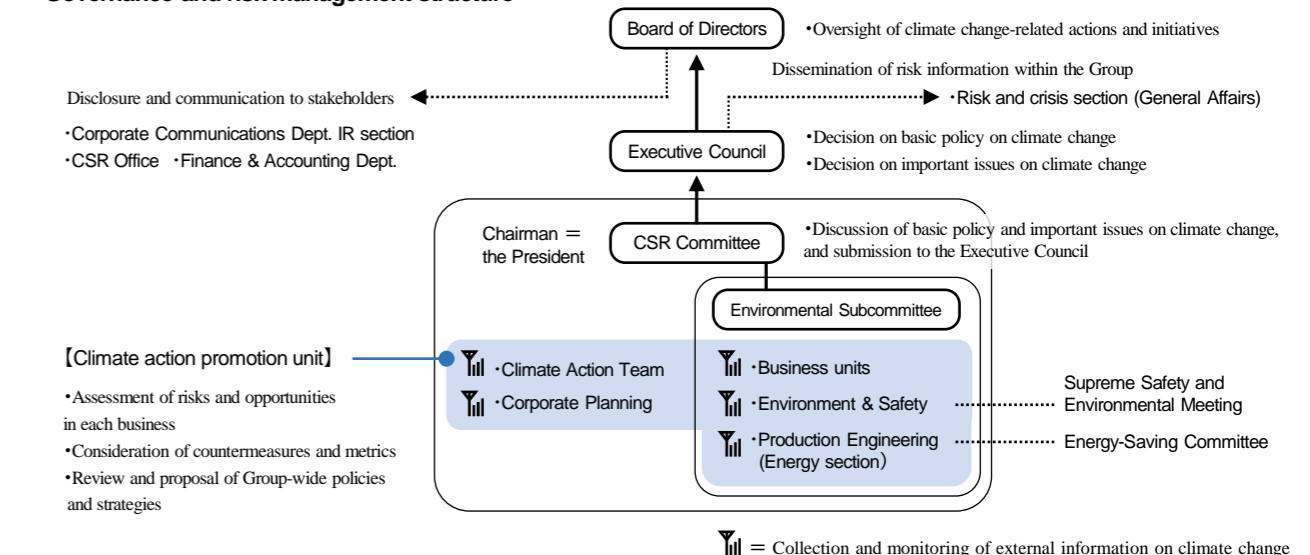 Governance and risk management structure
Board of Directors
・Oversight of climate change-related actions and initiatives
Dissemination of risk information within the Group
Disclosure and communication to stakeholders
・Risk and crisis section (General Affairs)
・Corporate Communications Dept. IR section
・CSR Office ・Finance & Accounting Dept.
Executive Council
・Decision on basic policy on climate change
・Decision on important issues on climate change
Chairman =
the President
CSR Committee
・Discussion of basic policy and important issues on climate change,
and submission to the Executive Council
Environmental Subcommittee
【Climate action promotion unit】
・Assessment of risks and opportunities
in each business
・Consideration of countermeasures and metrics
・Review and proposal of Group-wide policies
and strategies
・Climate Action Team
・Corporate Planning
・Business units
・Environment & Safety
・Production Engineering
(Energy section)
Supreme Safety and
Environmental Meeting
Energy-Saving Committee
= Collection and monitoring of external information on climate change